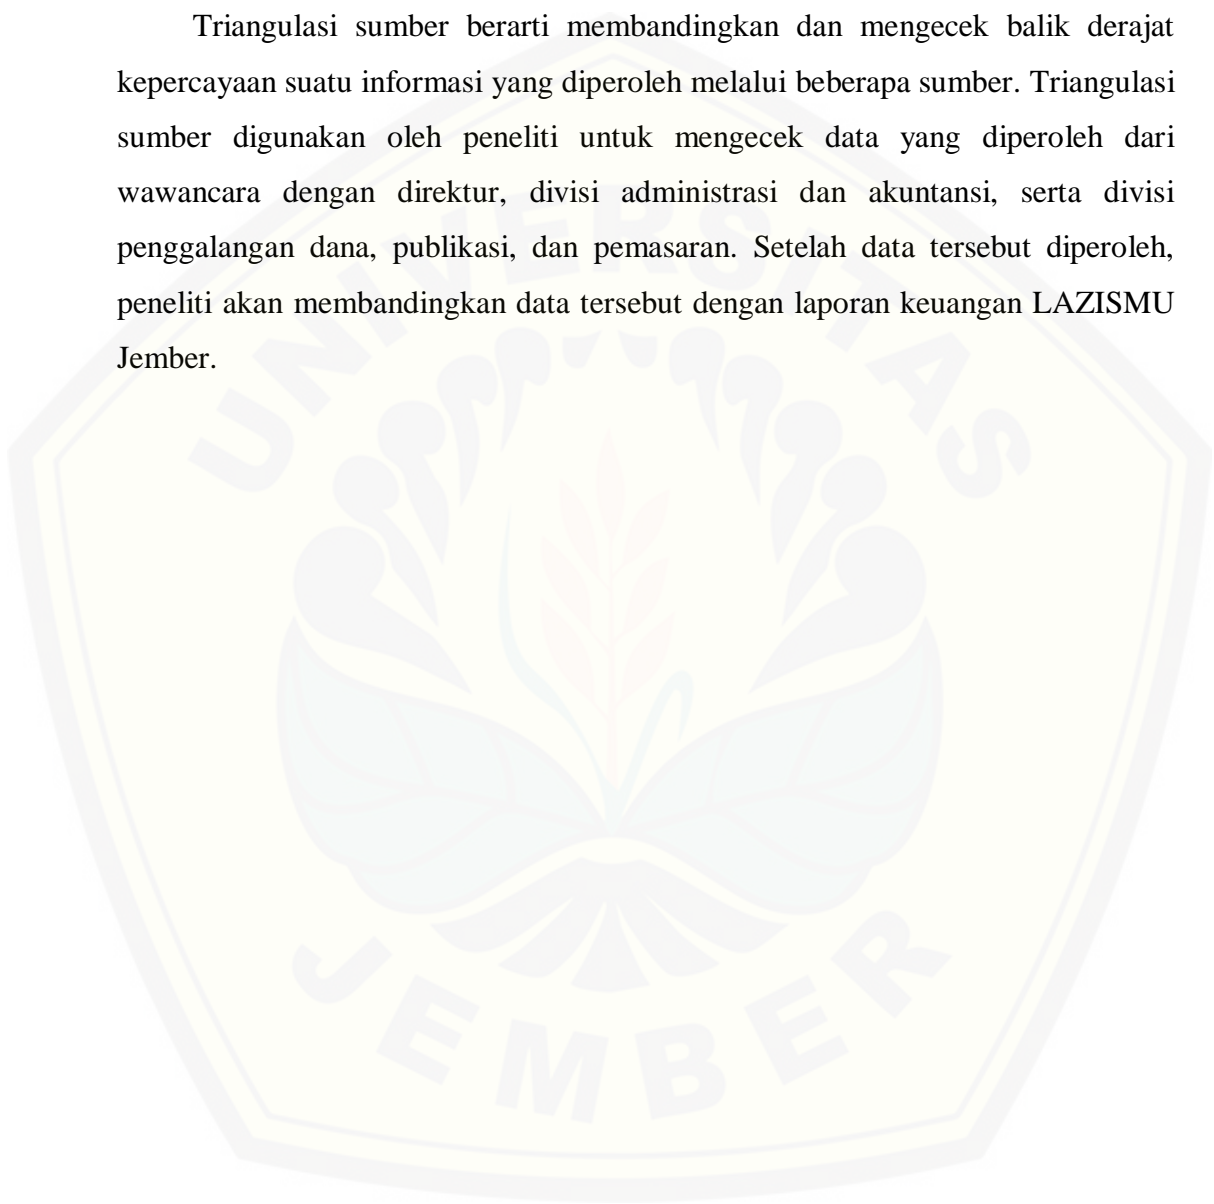 Triangulasi sumber berarti membandingkan dan mengecek balik derajat
kepercayaan suatu informasi yang diperoleh melalui beberapa sumber. Triangulasi
sumber digunakan oleh peneliti untuk mengecek data yang diperoleh dari
wawancara dengan direktur, divisi administrasi dan akuntansi, serta divisi
penggalangan dana, publikasi, dan pemasaran. Setelah data tersebut diperoleh,
peneliti akan membandingkan data tersebut dengan laporan keuangan LAZISMU
Jember.
UNIVERSITAS
JEMBER